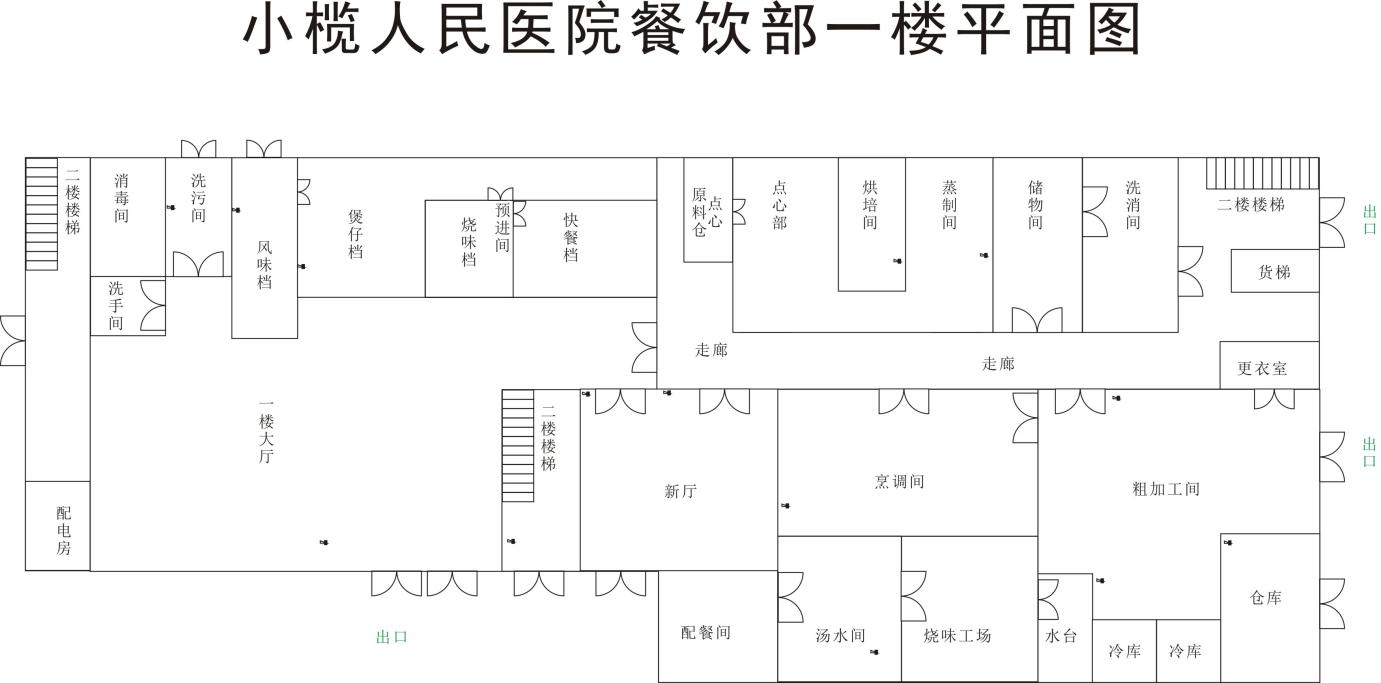 小榄人民医院餐饮部一楼平面图
二楼楼梯
消毒间
洗污间
风味档
煲仔档
烧味档
预进间
快餐档
原料仓
点心
点心部
烘培间
蒸制间
储物间
洗消间
二楼楼梯
出口
货梯
洗手间
走廊
走廊
更衣室
一楼大厅
二楼楼梯
新厅
烹调间
粗加工间
出口
配电房
仓库
出口
配餐间
汤水间
烧味工场
水台
冷库
冷库